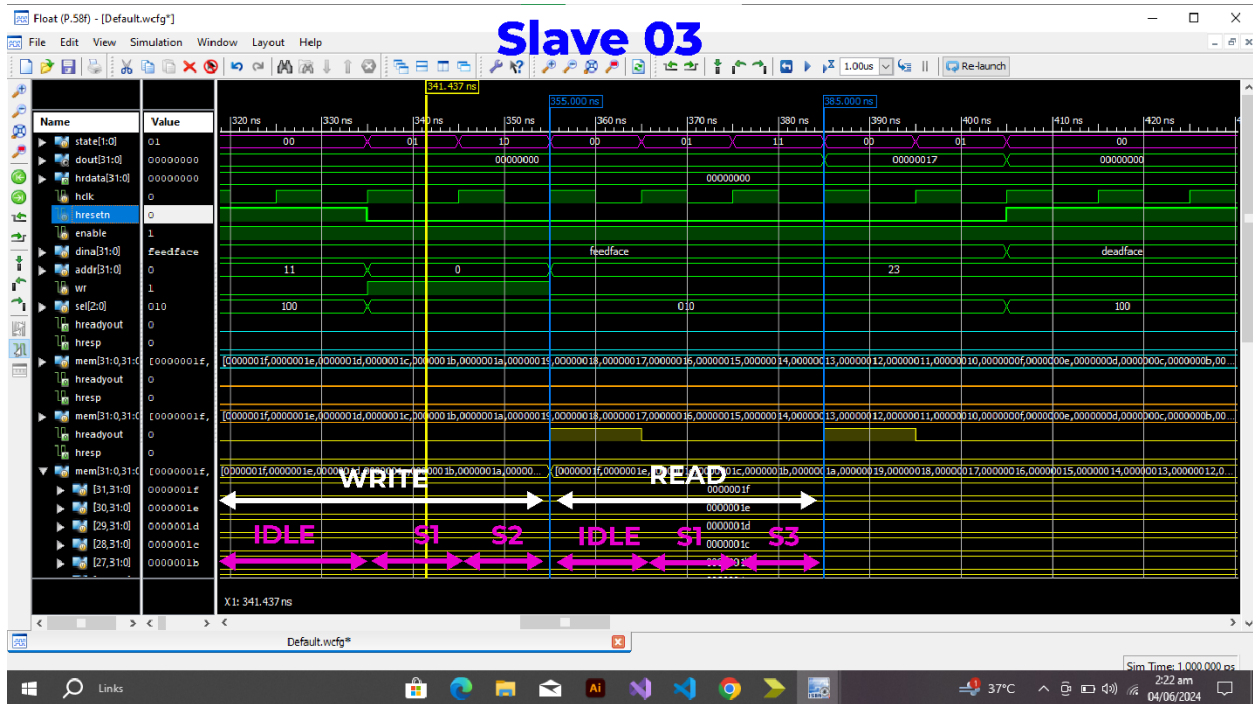 Float (P.58f) - [Default.wcfg*]
Slave 03
File Edit View Simulation Window Layout Help
1.00us
Re-launch
341.437 ns
355.000 ns 385.000 ns
Name Value
320 ns 330 ns 340 ns 350 ns 360 ns 370 ns 380 ns 390 ns 400 ns 410 ns 420 ns
state[1:0] 01 00 01 10 00 01 11 00 01 00
dout[31:0] 00000000 00000000 00000017 00000000
hrdata[31:0] 00000000 00000000
hclk 0
hresetn 0
enable 1
dina[31:0] feedface feedface deadface
addr[31:0] 0 11 0 23
wr 1
sel[2:0] 010 100 010 100
hreadyout 0
hresp 0
mem[31:0,31:0 [0000001f, [0000001f,0000001e,0000001d,0000001c,0000001b,0000001a,00000019,00000018,00000017,00000016,00000015,00000014,00000013,00000012,00000011,00000010,0000000f,0000000e,0000000d,0000000c,0000000b,00...
hreadyout 0
hresp 0
mem[31:0,31:0 [0000001f, [0000001f,0000001e,0000001d,0000001c,0000001b,0000001a,00000019,00000018,00000017,00000016,00000015,00000014,00000013,00000012,00000011,00000010,0000000f,0000000e,0000000d,0000000c,0000000b,00...
hreadyout 0
hresp 0
mem[31:0,31:0 [0000001f, [0000001f,0000001e,0000001d,0000001c,0000001b,0000001a,00000... [0000001f,0000001e,0000001d,0000001c,0000001b,0000001a,00000019,00000018,00000017,00000016,00000015,00000014,00000013,00000012,0...
WRITE READ
[31,31:0] 0000001f 0000001f
[30,31:0] 0000001e 0000001e
[29,31:0] 0000001d 0000001d
IDLE S1 S2 IDLE S1 S3
[28,31:0] 0000001c 0000001c
[27,31:0] 0000001b
X1: 341.437 ns
Default.wcfg*
Sim Time: 1,000,000 ps
Links
Ai
37°C
2:22 am
04/06/2024